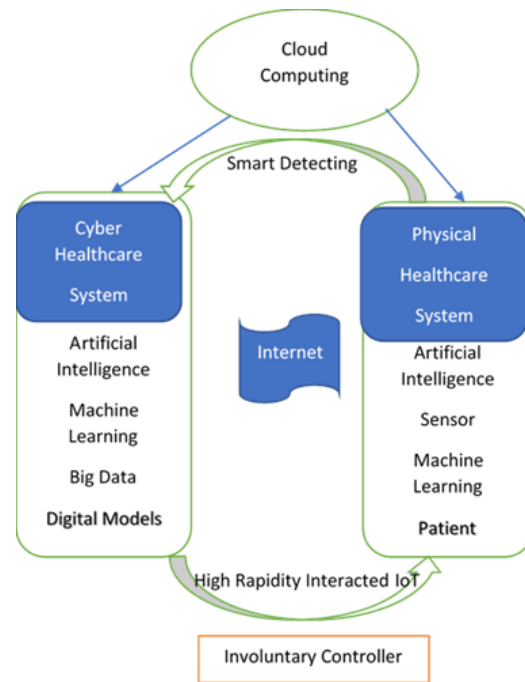 Cloud
Computing
Smart Detecting
Cyber
Healthcare
System
Artificial
Intelligence
Machine
Learning
Big Data
Digital Models
Internet
Physical
Healthcare
System
Artificial
Intelligence
Sensor
Machine
Learning
Patient
High Rapidity Interacted IoT
Involuntary Controller